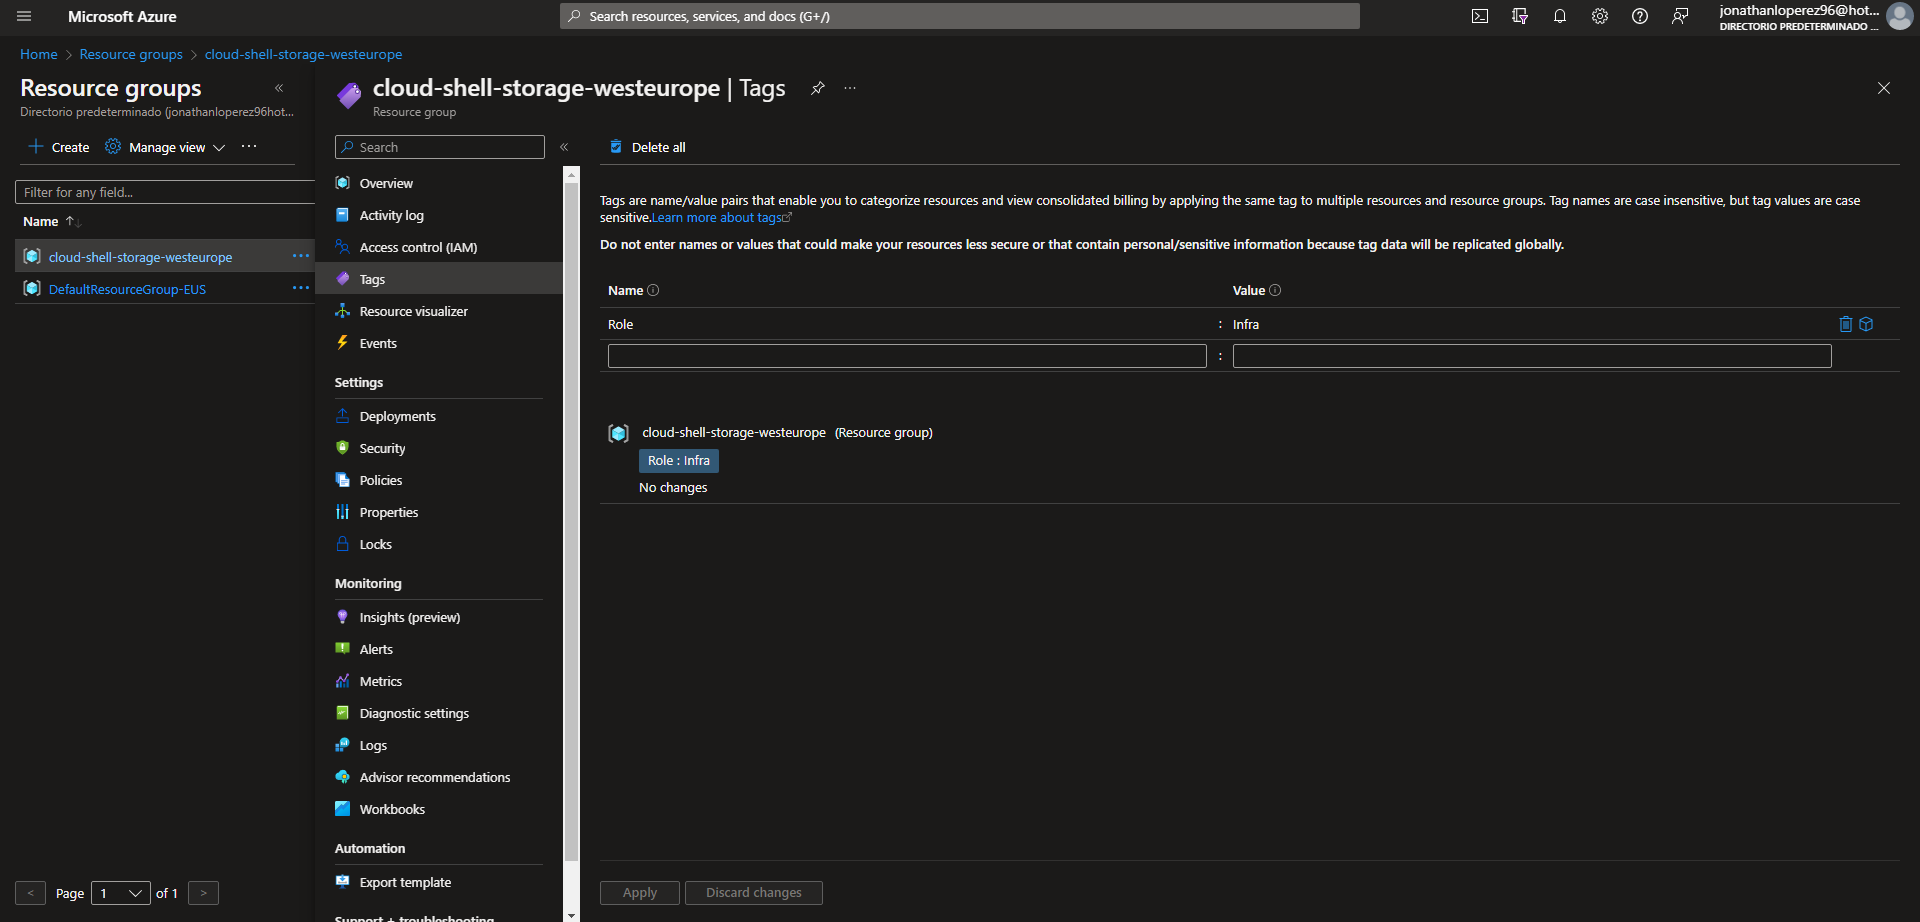 Microsoft Azure
Search resources, services, and docs (G+/)
jonathanloperez96@hot...
DIRECTORIO PREDETERMINADO ...
Home > Resource groups > cloud-shell-storage-westeurope
Resource groups
Directorio predeterminado (jonathanloperez96hot...
Create
Manage view
Filter for any field...
Name
cloud-shell-storage-westeurope
DefaultResourceGroup-EUS
< Page 1 of 1 >
cloud-shell-storage-westeurope | Tags
Resource group
Search
Overview
Activity log
Access control (IAM)
Tags
Resource visualizer
Events
Settings
Deployments
Security
Policies
Properties
Locks
Monitoring
Insights (preview)
Alerts
Metrics
Diagnostic settings
Logs
Advisor recommendations
Workbooks
Automation
Export template
Support + troubleshooting
Delete all
Tags are name/value pairs that enable you to categorize resources and view consolidated billing by applying the same tag to multiple resources and resource groups. Tag names are case insensitive, but tag values are case
sensitive.Learn more about tags
Do not enter names or values that could make your resources less secure or that contain personal/sensitive information because tag data will be replicated globally.
Name Value
Role : Infra
:
cloud-shell-storage-westeurope (Resource group)
Role : Infra
No changes
Apply Discard changes